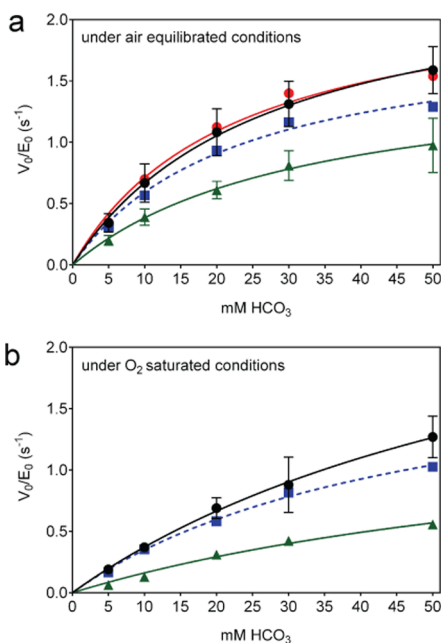 a
under air equilibrated conditions
V0/E0 (s-1)
2.0
1.5
1.0
0.5
0.0
0 5 10 15 20 25 30 35 40 45 50
mM HCO3
b
under O2 saturated conditions
V0/E0 (s-1)
2.0
1.5
1.0
0.5
0.0
0 5 10 15 20 25 30 35 40 45 50
mM HCO3